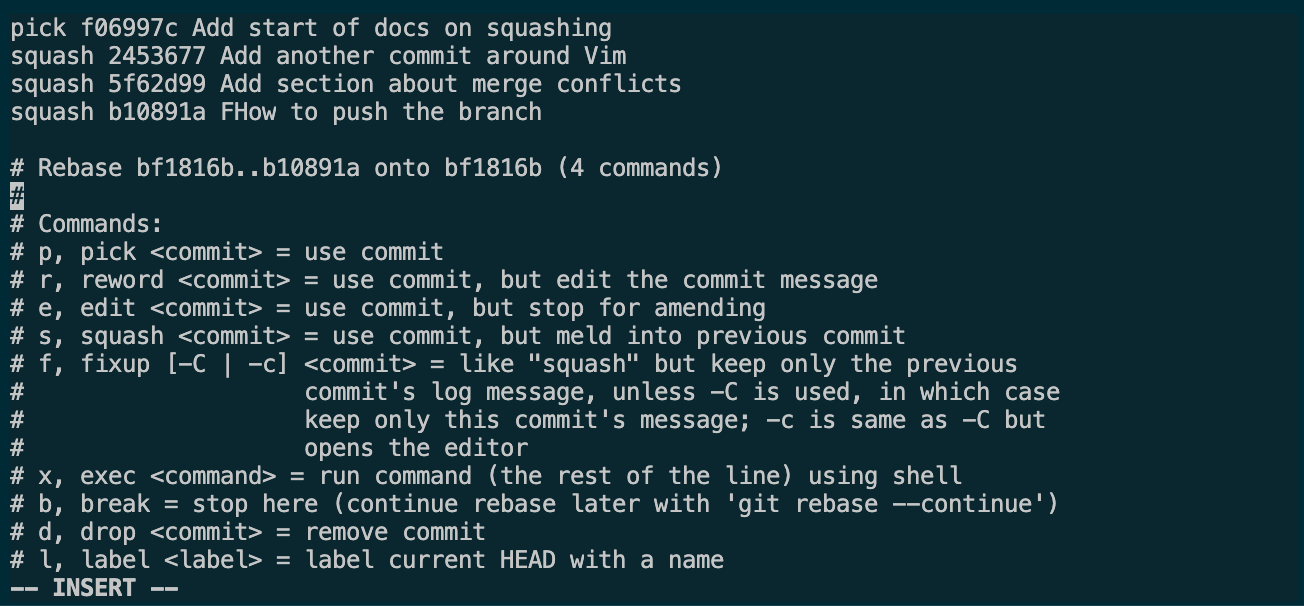 pick f06997c Add start of docs on squashing
squash 2453677 Add another commit around Vim
squash 5f62d99 Add section about merge conflicts
squash b10891a FHow to push the branch
# Rebase bf1816b..b10891a onto bf1816b (4 commands)
#
# Commands:
# p, pick <commit> = use commit
# r, reword <commit> = use commit, but edit the commit message
# e, edit <commit> = use commit, but stop for amending
# s, squash <commit> = use commit, but meld into previous commit
# f, fixup [-C | -c] <commit> = like "squash" but keep only the previous
#                    commit's log message, unless -C is used, in which case
#                    keep only this commit's message; -c is same as -C but
#                    opens the editor
# x, exec <command> = run command (the rest of the line) using shell
# b, break = stop here (continue rebase later with 'git rebase --continue')
# d, drop <commit> = remove commit
# l, label <label> = label current HEAD with a name
-- INSERT --